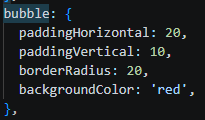 bubble: {
paddingHorizontal: 20,
paddingVertical: 10,
borderRadius: 20,
backgroundColor: 'red',
},